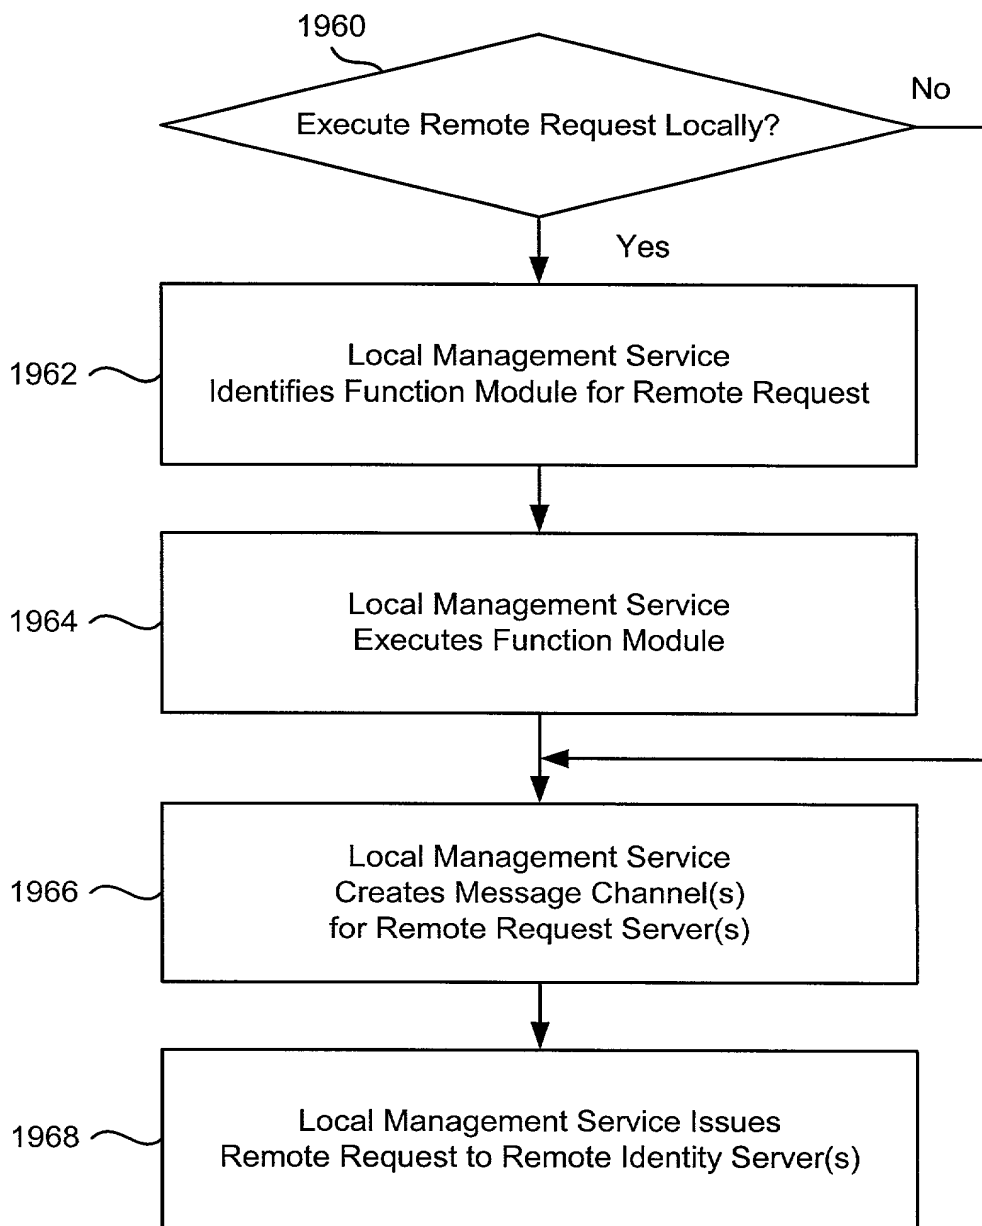 1960
No
Execute Remote Request Locally?
Yes
Local Management Service
1962
Identifies Function Module for Remote Request
Local Management Service
1964
Executes Function Module
Local Management Service
1966
Creates Message Channel(s)
for Remote Request Server(s)
Local Management Service Issues
1968
Remote Request to Remote Identity Server(s)